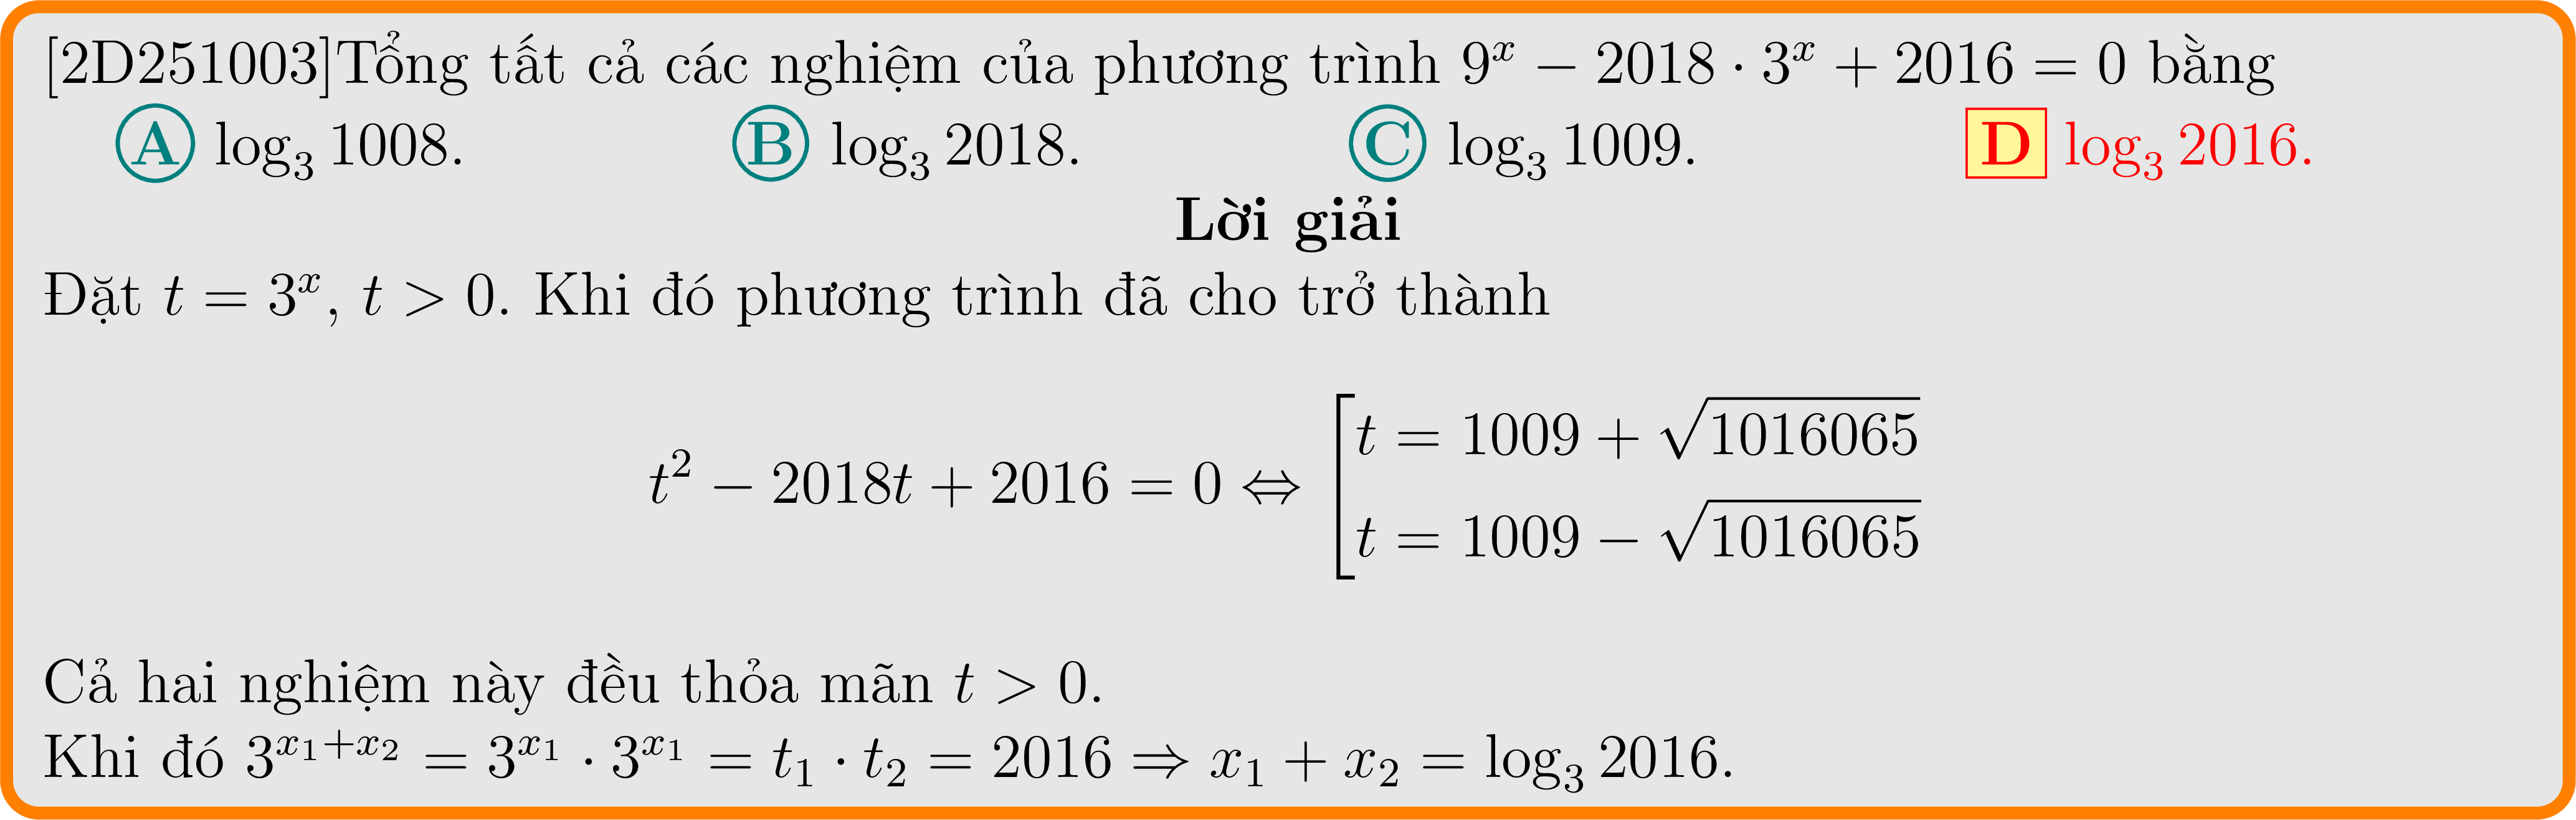 [2D251003]Tổng tất cả các nghiệm của phương trình $9^x - 2018 \cdot 3^x + 2016 = 0$ bằng
A $\log_3 1008$. B $\log_3 2018$. C $\log_3 1009$. D $\log_3 2016$.
Lời giải
Đặt $t = 3^x$, $t > 0$. Khi đó phương trình đã cho trở thành
$t^2 - 2018t + 2016 = 0 \Leftrightarrow \left[\begin{array}{l} t = 1009 + \sqrt{1016065} \\ t = 1009 - \sqrt{1016065} \end{array}\right.$
Cả hai nghiệm này đều thỏa mãn $t > 0$.
Khi đó $3^{x_1+x_2} = 3^{x_1} \cdot 3^{x_1} = t_1 \cdot t_2 = 2016 \Rightarrow x_1 + x_2 = \log_3 2016$.